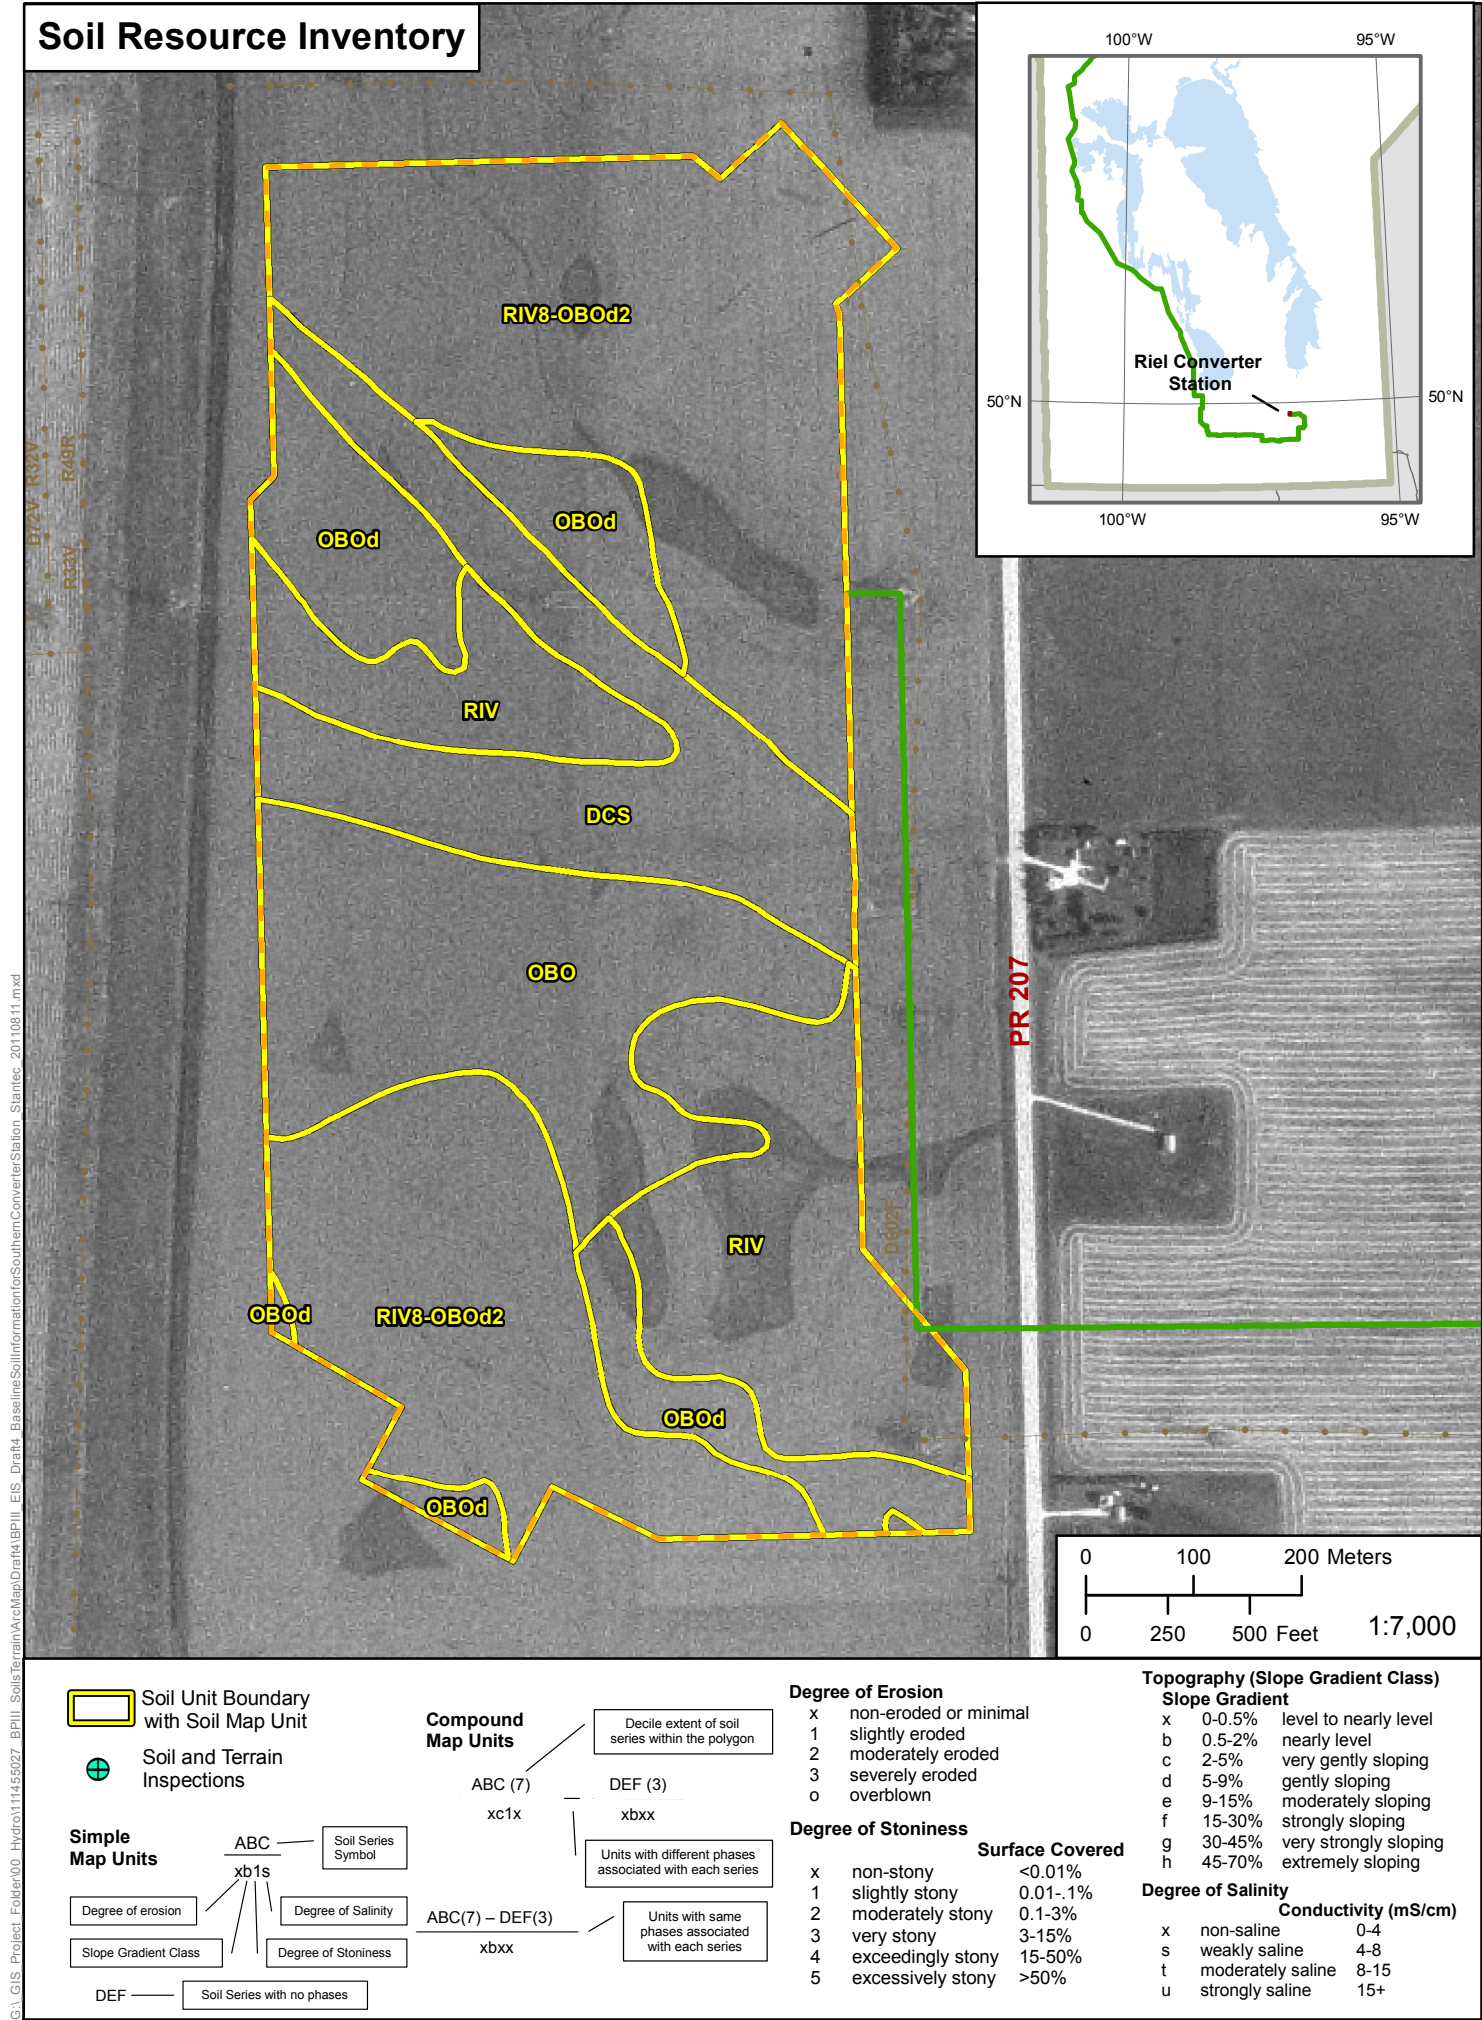 Soil Resource Inventory
100°W
95°W
Riel Converter
Station
50°N
50°N
100°W
95°W
RIV8-OBOd2
R32V
R49R
D72V
R33V
OBOd
OBOd
RIV
DCS
OBO
PR 207
D602F
RIV
OBOd
RIV8-OBOd2
OBOd
OBOd
0 100 200 Meters
0 250 500 Feet
1:7,000
G:\_GIS_Project_Folder\00_Hydro\111455027_BPIII_SoilsTerrain\ArcMap\Draft4\BPIII_EIS_Draft4_BaselineSoilInformationforSouthernConverterStation_Stantec_20110811.mxd
Soil Unit Boundary
with Soil Map Unit
Soil and Terrain
Inspections
Simple
Map Units
ABC
xb1s
Soil Series
Symbol
Degree of erosion
Degree of Salinity
Slope Gradient Class
Degree of Stoniness
DEF
Soil Series with no phases
Compound
Map Units
Decile extent of soil
series within the polygon
ABC (7)
DEF (3)
xc1x
xbxx
Units with different phases
associated with each series
ABC(7) – DEF(3)
xbxx
Units with same
phases associated
with each series
Degree of Erosion
x non-eroded or minimal
1 slightly eroded
2 moderately eroded
3 severely eroded
o overblown
Degree of Stoniness
Surface Covered
x non-stony <0.01%
1 slightly stony 0.01-.1%
2 moderately stony 0.1-3%
3 very stony 3-15%
4 exceedingly stony 15-50%
5 excessively stony >50%
Topography (Slope Gradient Class)
Slope Gradient
x 0-0.5% level to nearly level
b 0.5-2% nearly level
c 2-5% very gently sloping
d 5-9% gently sloping
e 9-15% moderately sloping
f 15-30% strongly sloping
g 30-45% very strongly sloping
h 45-70% extremely sloping
Degree of Salinity
Conductivity (mS/cm)
x non-saline 0-4
s weakly saline 4-8
t moderately saline 8-15
u strongly saline 15+